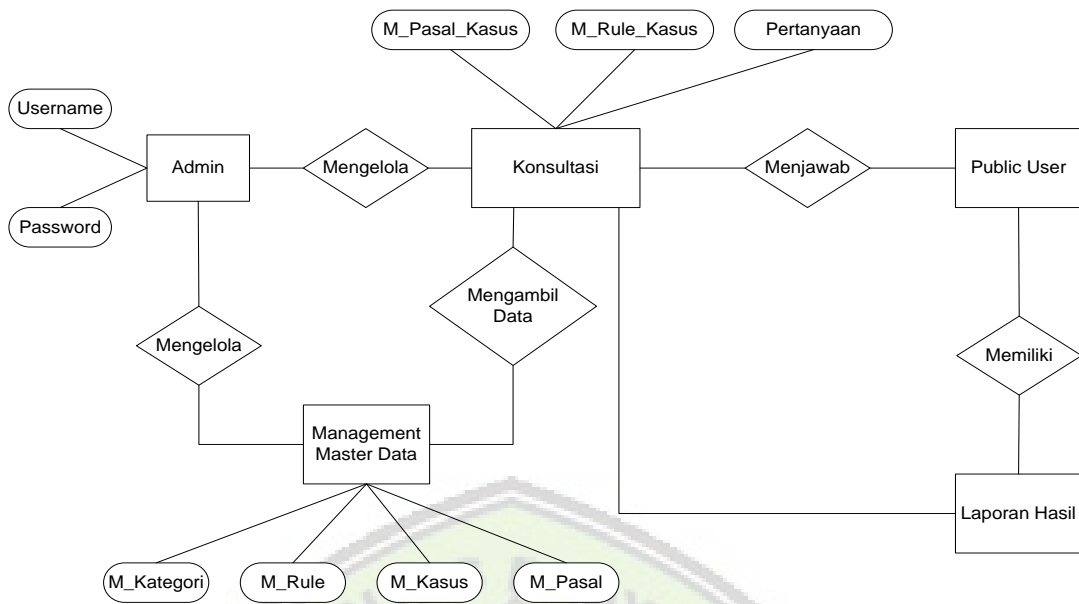 M_Pasal_Kasus
M_Rule_Kasus
Pertanyaan
Username
Admin
Mengelola
Konsultasi
Menjawab
Public User
Password
Mengambil
Data
Mengelola
Memiliki
Management
Master Data
Laporan Hasil
M_Kategori
M_Rule
M_Kasus
M_Pasal